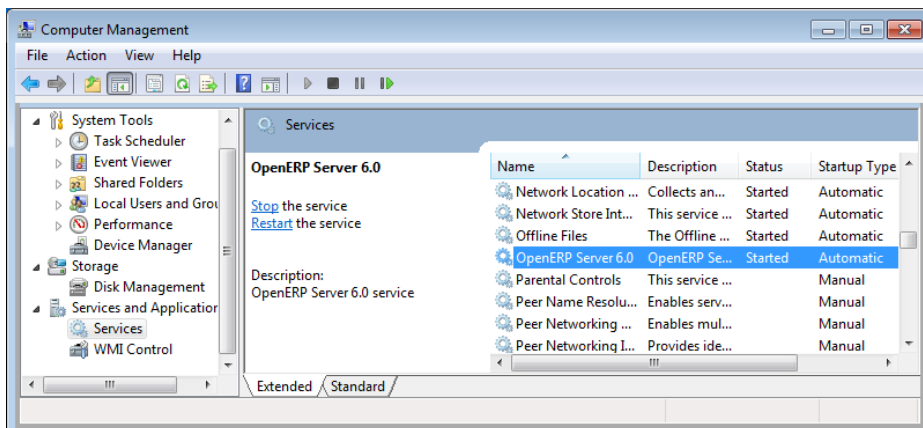 Computer Management
File Action View Help
System Tools
Task Scheduler
Event Viewer
Shared Folders
Local Users and Grou
Performance
Device Manager
Storage
Disk Management
Services and Application
Services
WMI Control
Services
OpenERP Server 6.0
Stop the service
Restart the service
Description:
OpenERP Server 6.0 service
Name Description Status Startup Type
Network Location ... Collects an... Started Automatic
Network Store Int... This service ... Started Automatic
Offline Files The Offline ... Started Automatic
OpenERP Server 6.0 OpenERP Se... Started Automatic
Parental Controls This service ... Manual
Peer Name Resolu... Enables serv... Manual
Peer Networking ... Enables mul... Manual
Peer Networking I... Provides ide... Manual
Extended Standard